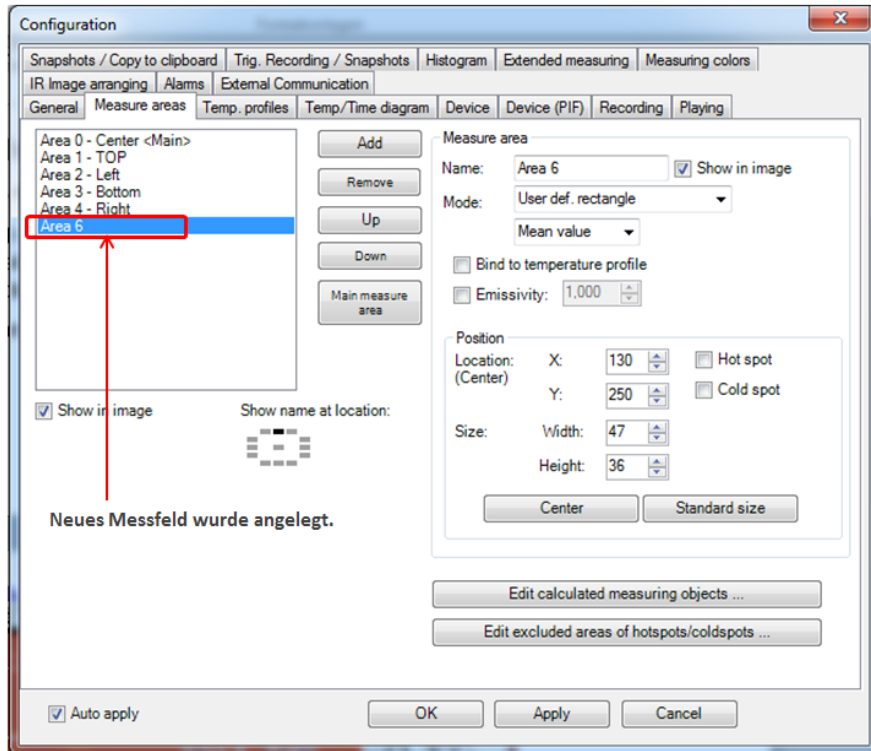 Configuration
Snapshots / Copy to clipboard Trig. Recording / Snapshots Histogram Extended measuring Measuring colors
IR Image arranging Alarms External Communication
General Measure areas Temp. profiles Temp/Time diagram Device Device (PIF) Recording Playing
Area 0 - Center <Main>
Area 1 - TOP
Area 2 - Left
Area 3 - Bottom
Area 4 - Right
Area 6
Add
Remove
Up
Down
Main measure
area
Show in image
Show name at location:
Neues Messfeld wurde angelegt.
Measure area
Name: Area 6 Show in image
Mode: User def. rectangle
Mean value
Bind to temperature profile
Emissivity: 1,000
Position
Location: X: 130 Hot spot
(Center)
Y: 250 Cold spot
Size: Width: 47
Height: 36
Center Standard size
Edit calculated measuring objects ...
Edit excluded areas of hotspots/coldspots ...
Auto apply OK Apply Cancel